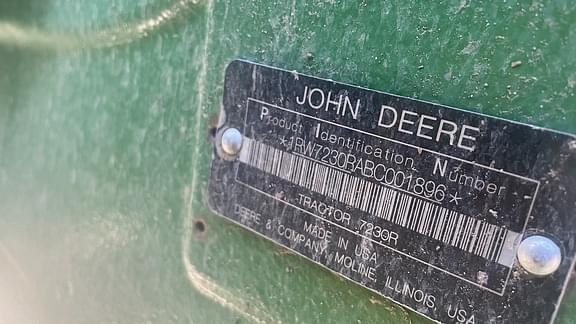 JOHN DEERE
Product Identification Number
*1RW7230RABC001896*
TRACTOR 7230R
MADE IN USA
DEERE & COMPANY MOLINE, ILLINOIS USA